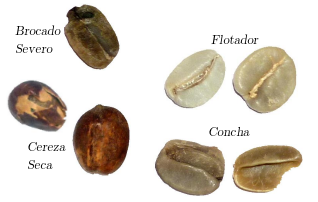 Brocado
Severo
Flotador
Cereza
Seca
Concha